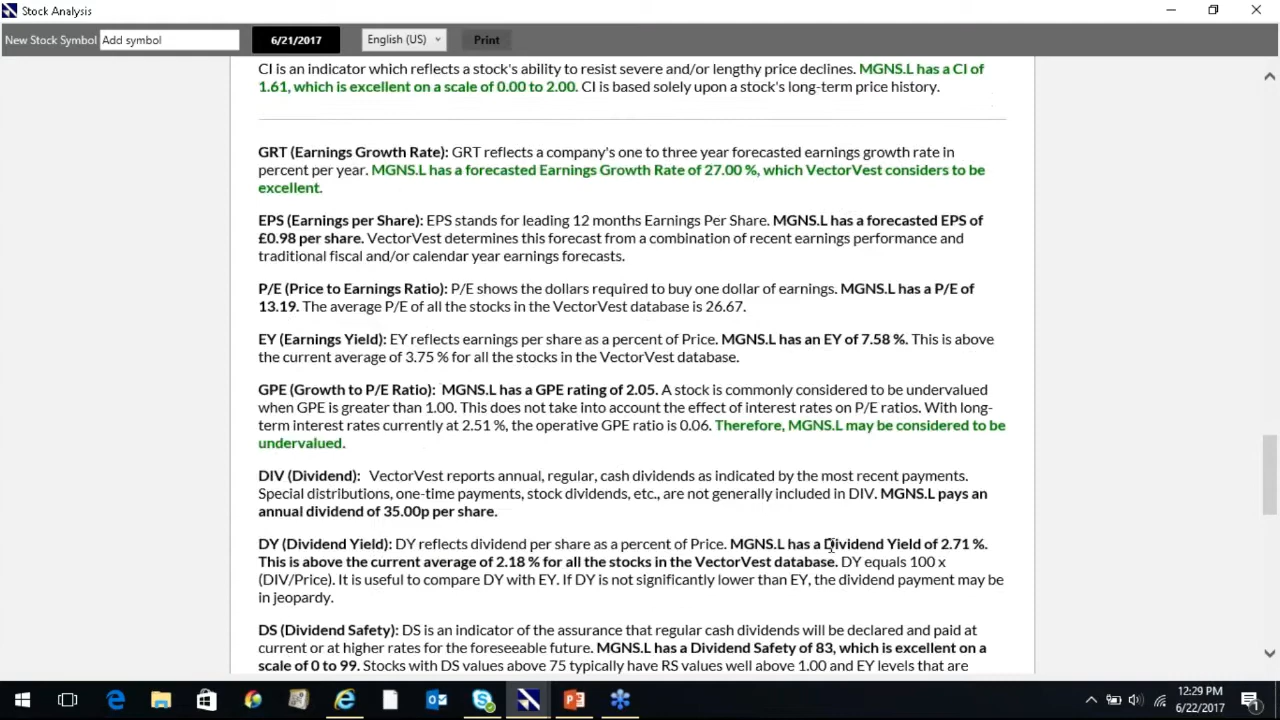 Stock Analysis
New Stock Symbol Add symbol 6/21/2017 English (US) Print
CI is an indicator which reflects a stock's ability to resist severe and/or lengthy price declines. MGNS.L has a CI of
1.61, which is excellent on a scale of 0.00 to 2.00. CI is based solely upon a stock's long-term price history.
GRT (Earnings Growth Rate): GRT reflects a company's one to three year forecasted earnings growth rate in
percent per year. MGNS.L has a forecasted Earnings Growth Rate of 27.00 %, which VectorVest considers to be
excellent.
EPS (Earnings per Share): EPS stands for leading 12 months Earnings Per Share. MGNS.L has a forecasted EPS of
£0.98 per share. VectorVest determines this forecast from a combination of recent earnings performance and
traditional fiscal and/or calendar year earnings forecasts.
P/E (Price to Earnings Ratio): P/E shows the dollars required to buy one dollar of earnings. MGNS.L has a P/E of
13.19. The average P/E of all the stocks in the VectorVest database is 26.67.
EY (Earnings Yield): EY reflects earnings per share as a percent of Price. MGNS.L has an EY of 7.58 %. This is above
the current average of 3.75 % for all the stocks in the VectorVest database.
GPE (Growth to P/E Ratio): MGNS.L has a GPE rating of 2.05. A stock is commonly considered to be undervalued
when GPE is greater than 1.00. This does not take into account the effect of interest rates on P/E ratios. With long-
term interest rates currently at 2.51 %, the operative GPE ratio is 0.06. Therefore, MGNS.L may be considered to be
undervalued.
DIV (Dividend): VectorVest reports annual, regular, cash dividends as indicated by the most recent payments.
Special distributions, one-time payments, stock dividends, etc., are not generally included in DIV. MGNS.L pays an
annual dividend of 35.00p per share.
DY (Dividend Yield): DY reflects dividend per share as a percent of Price. MGNS.L has a Dividend Yield of 2.71 %.
This is above the current average of 2.18 % for all the stocks in the VectorVest database. DY equals 100 x
(DIV/Price). It is useful to compare DY with EY. If DY is not significantly lower than EY, the dividend payment may be
in jeopardy.
DS (Dividend Safety): DS is an indicator of the assurance that regular cash dividends will be declared and paid at
current or at higher rates for the foreseeable future. MGNS.L has a Dividend Safety of 83, which is excellent on a
scale of 0 to 99. Stocks with DS values above 75 typically have RS values well above 1.00 and EY levels that are
12:29 PM
6/22/2017